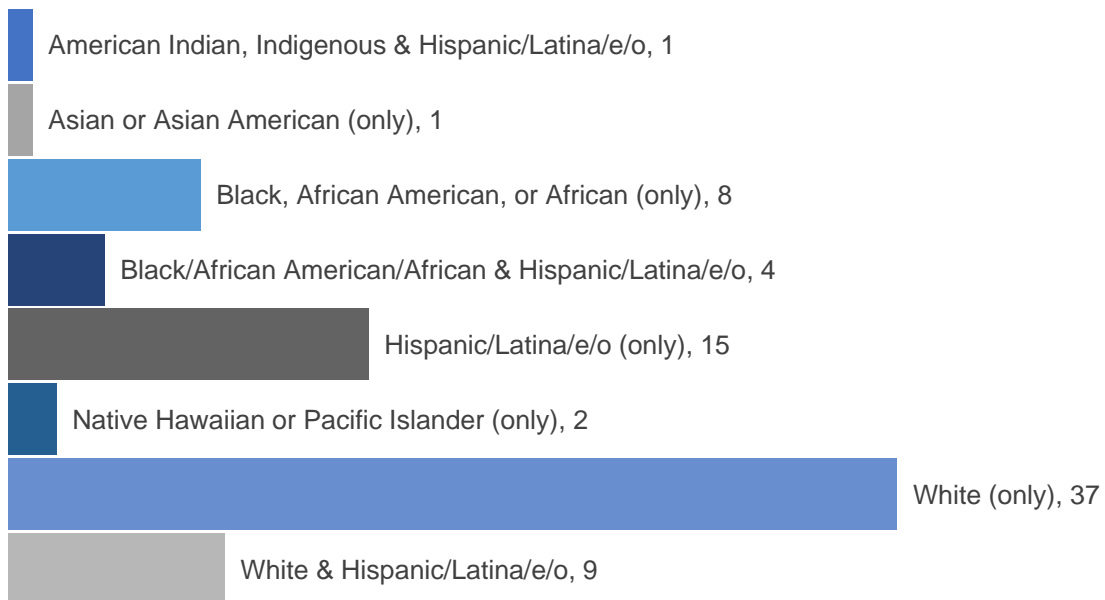 American Indian, Indigenous & Hispanic/Latina/e/o, 1
Asian or Asian American (only), 1
Black, African American, or African (only), 8
Black/African American/African & Hispanic/Latina/e/o, 4
Hispanic/Latina/e/o (only), 15
Native Hawaiian or Pacific Islander (only), 2
White (only), 37
White & Hispanic/Latina/e/o, 9